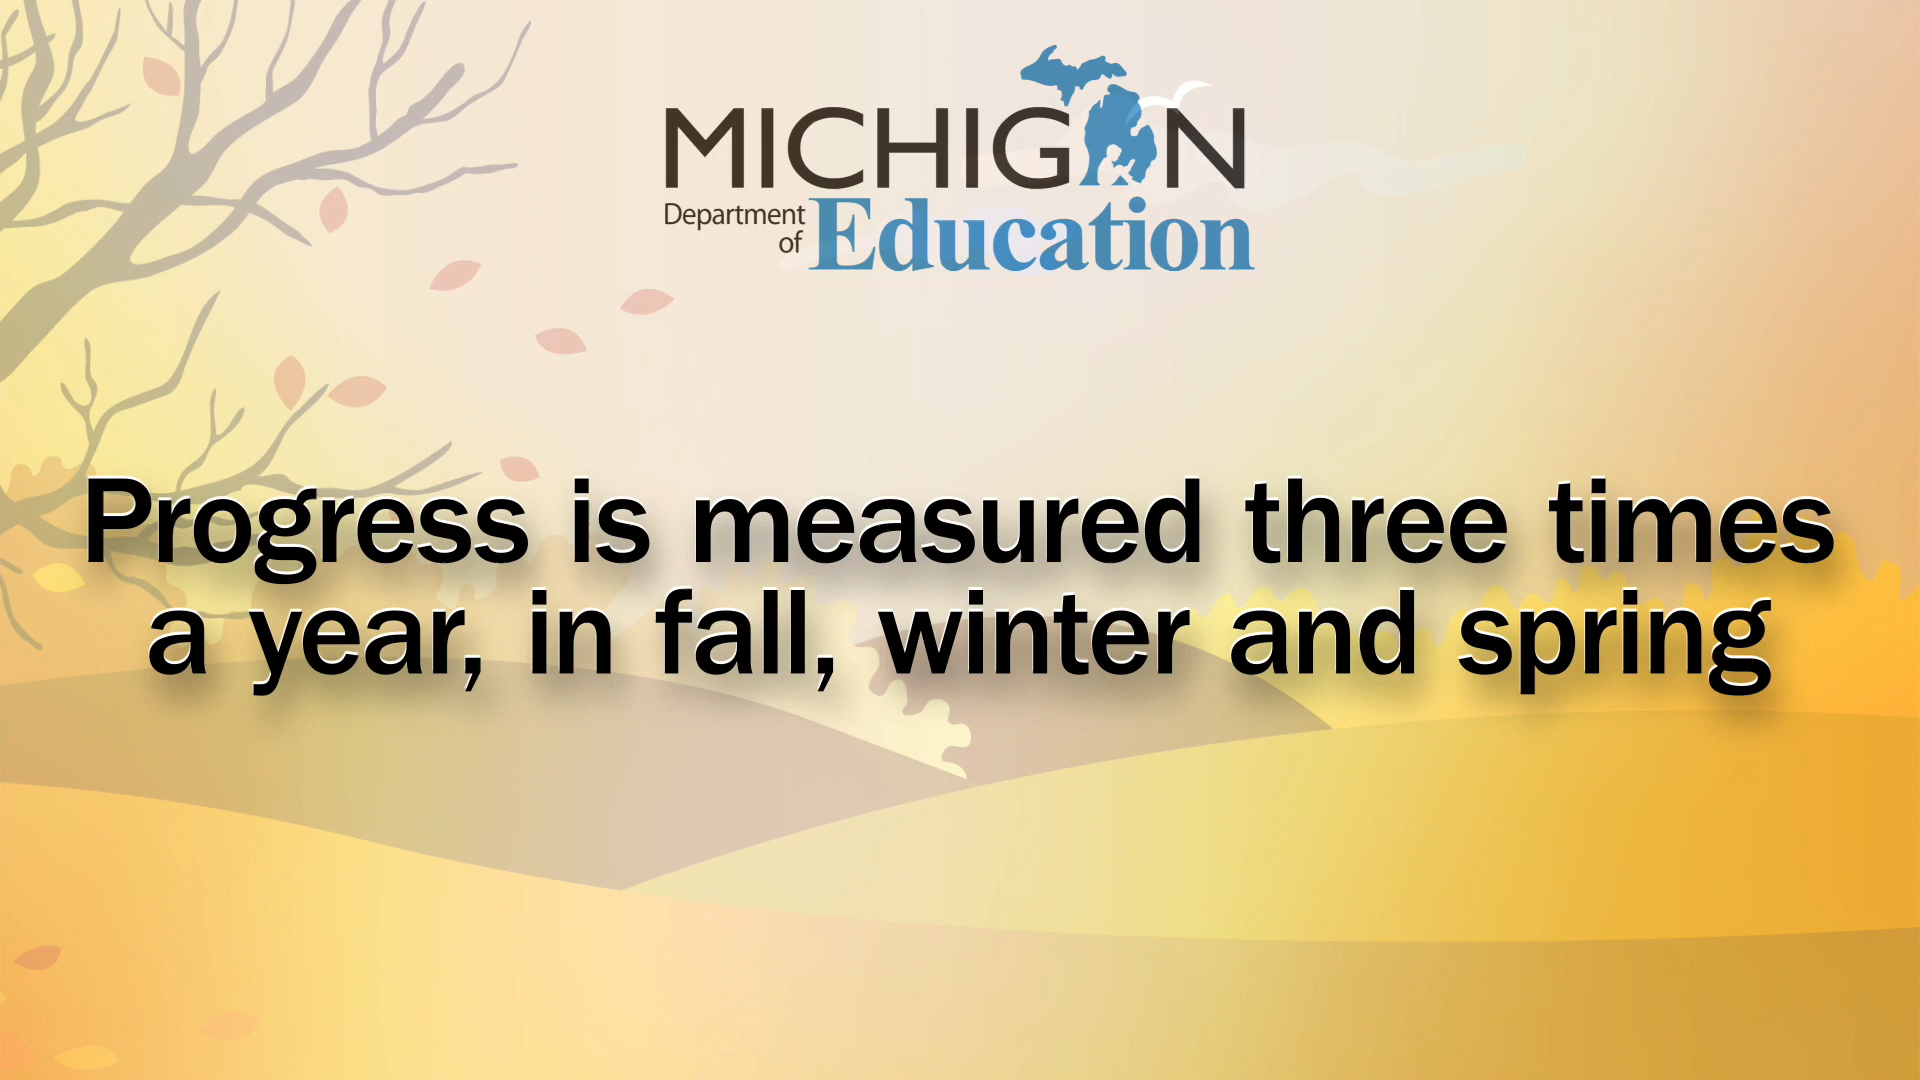 MICHIGAN
Department of Education
Progress is measured three times
a year, in fall, winter and spring